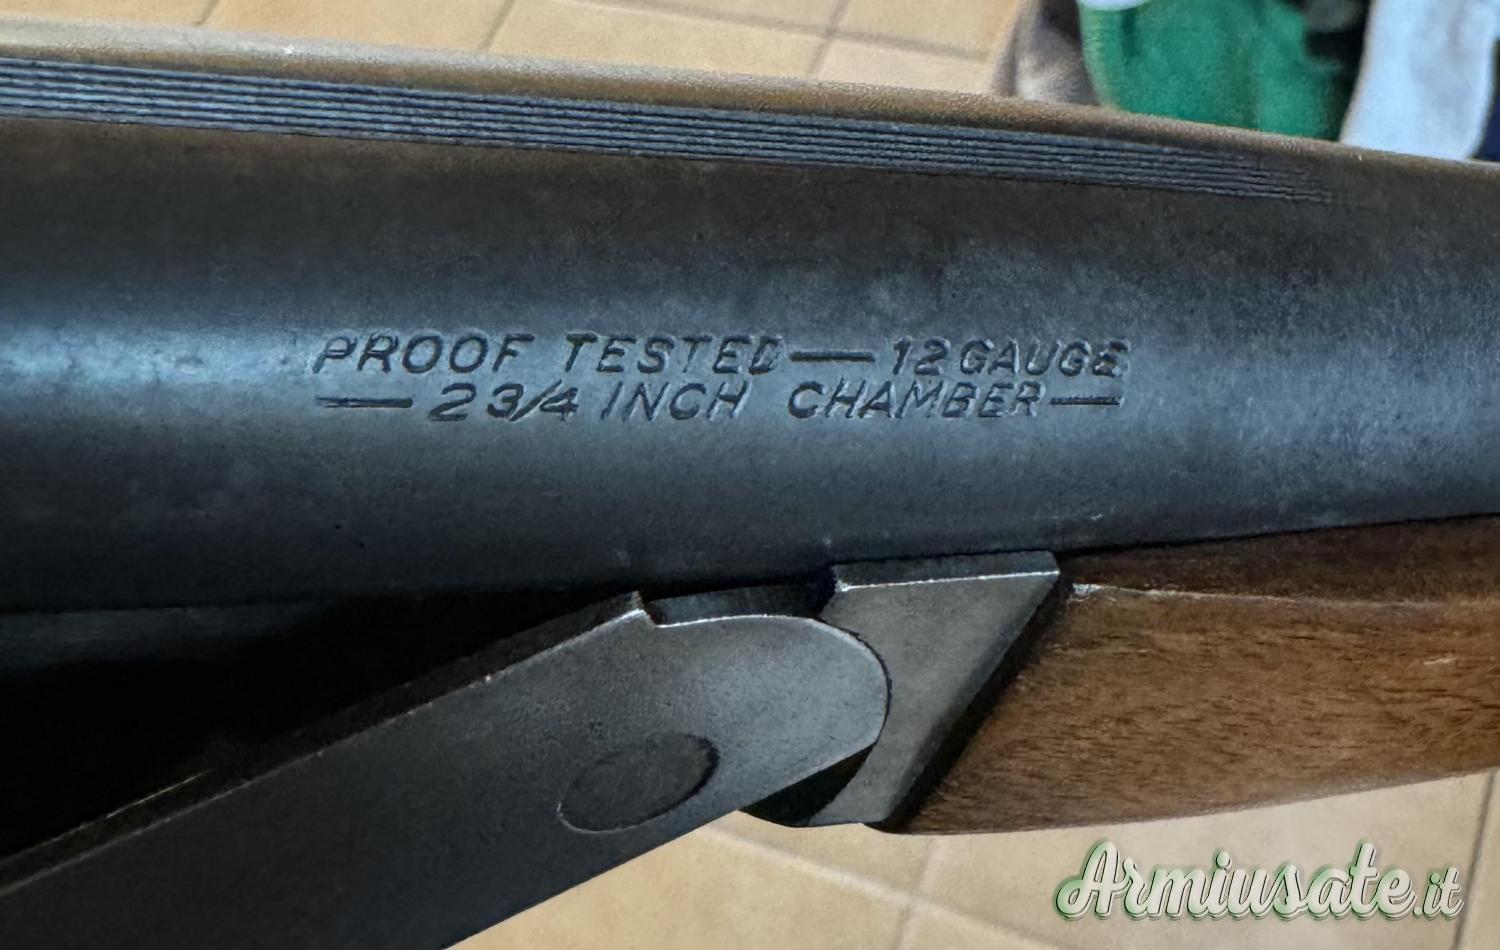 PROOF TESTED—12 GAUGE
—2 3/4 INCH CHAMBER—
Armiusate.it